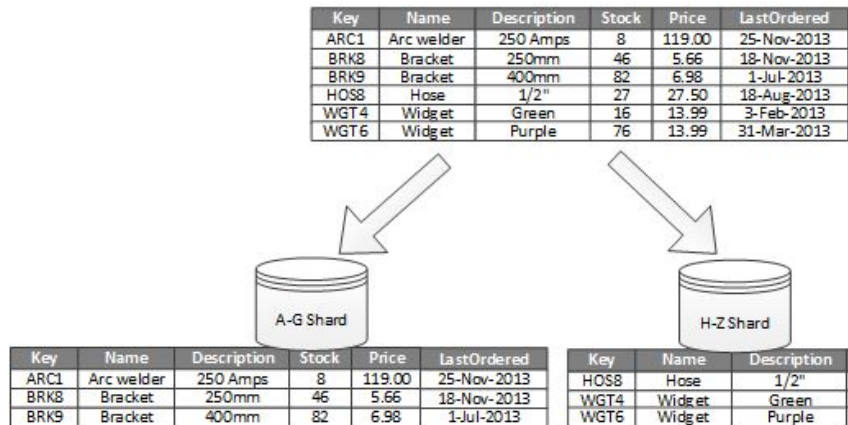 Key Name Description Stock Price LastOrdered
ARC1 Arc welder 250 Amps 8 119.00 25-Nov-2013
BRK8 Bracket 250mm 46 5.66 18-Nov-2013
BRK9 Bracket 400mm 82 6.98 1-Jul-2013
HOS8 Hose 1/2" 27 27.50 18-Aug-2013
WGT4 Widget Green 16 13.99 3-Feb-2013
WGT6 Widget Purple 76 13.99 31-Mar-2013
A-G Shard
H-Z Shard
Key Name Description Stock Price LastOrdered
ARC1 Arc welder 250 Amps 8 119.00 25-Nov-2013
BRK8 Bracket 250mm 46 5.66 18-Nov-2013
BRK9 Bracket 400mm 82 6.98 1-Jul-2013
Key Name Description
HOS8 Hose 1/2"
WGT4 Widget Green
WGT6 Widget Purple